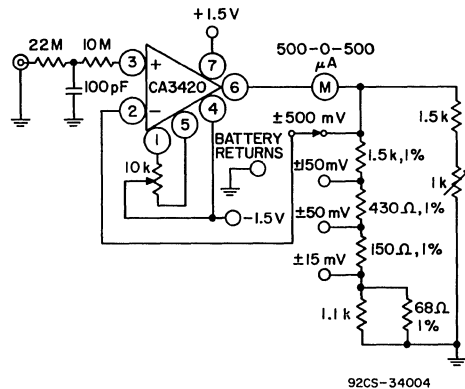 +1.5V
22M
10M
100pF
3
+
CA3420
2
−
7
6
4
5
1
10k
BATTERY
RETURNS
−1.5V
500-0-500
μA
M
±500 mV
1.5k,1%
±150mV
430Ω,1%
±50 mV
150Ω,1%
±15 mV
1.1k
68Ω
1%
1.5k
1k
92CS-34004